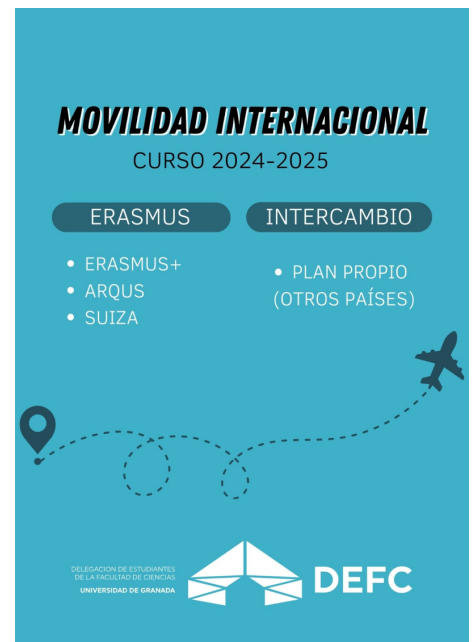 MOVILIDAD INTERNACIONAL
CURSO 2024-2025
ERASMUS
• ERASMUS+
• ARQUS
• SUIZA
INTERCAMBIO
• PLAN PROPIO
(OTROS PAÍSES)
DELEGACION DE ESTUDIANTES
DE LA FACULTAD DE CIENCIAS
UNIVERSIDAD DE GRANADA
DEFC